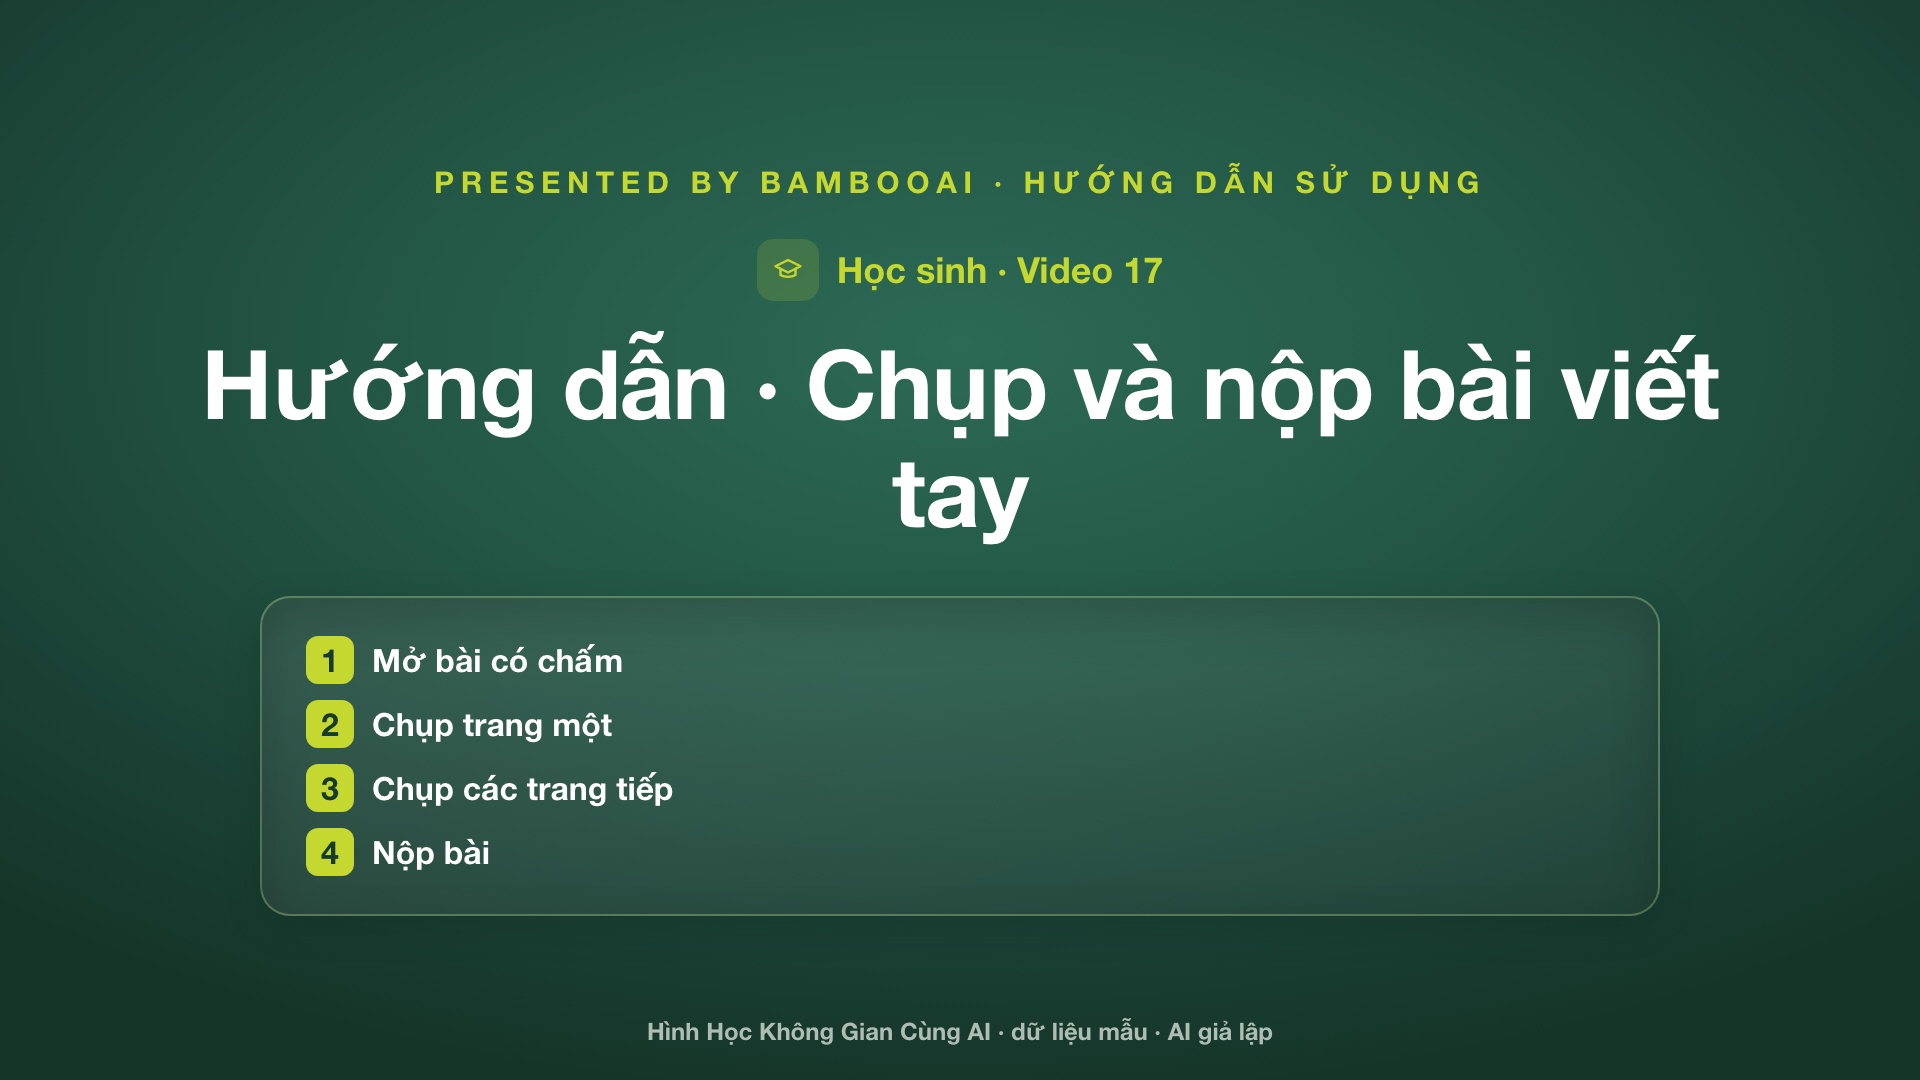 PRESENTED BY BAMBOOAI · HƯỚNG DẪN SỬ DỤNG
Học sinh · Video 17
Hướng dẫn · Chụp và nộp bài viết
tay
1 Mở bài có chấm
2 Chụp trang một
3 Chụp các trang tiếp
4 Nộp bài
Hình Học Không Gian Cùng AI · dữ liệu mẫu · AI giả lập